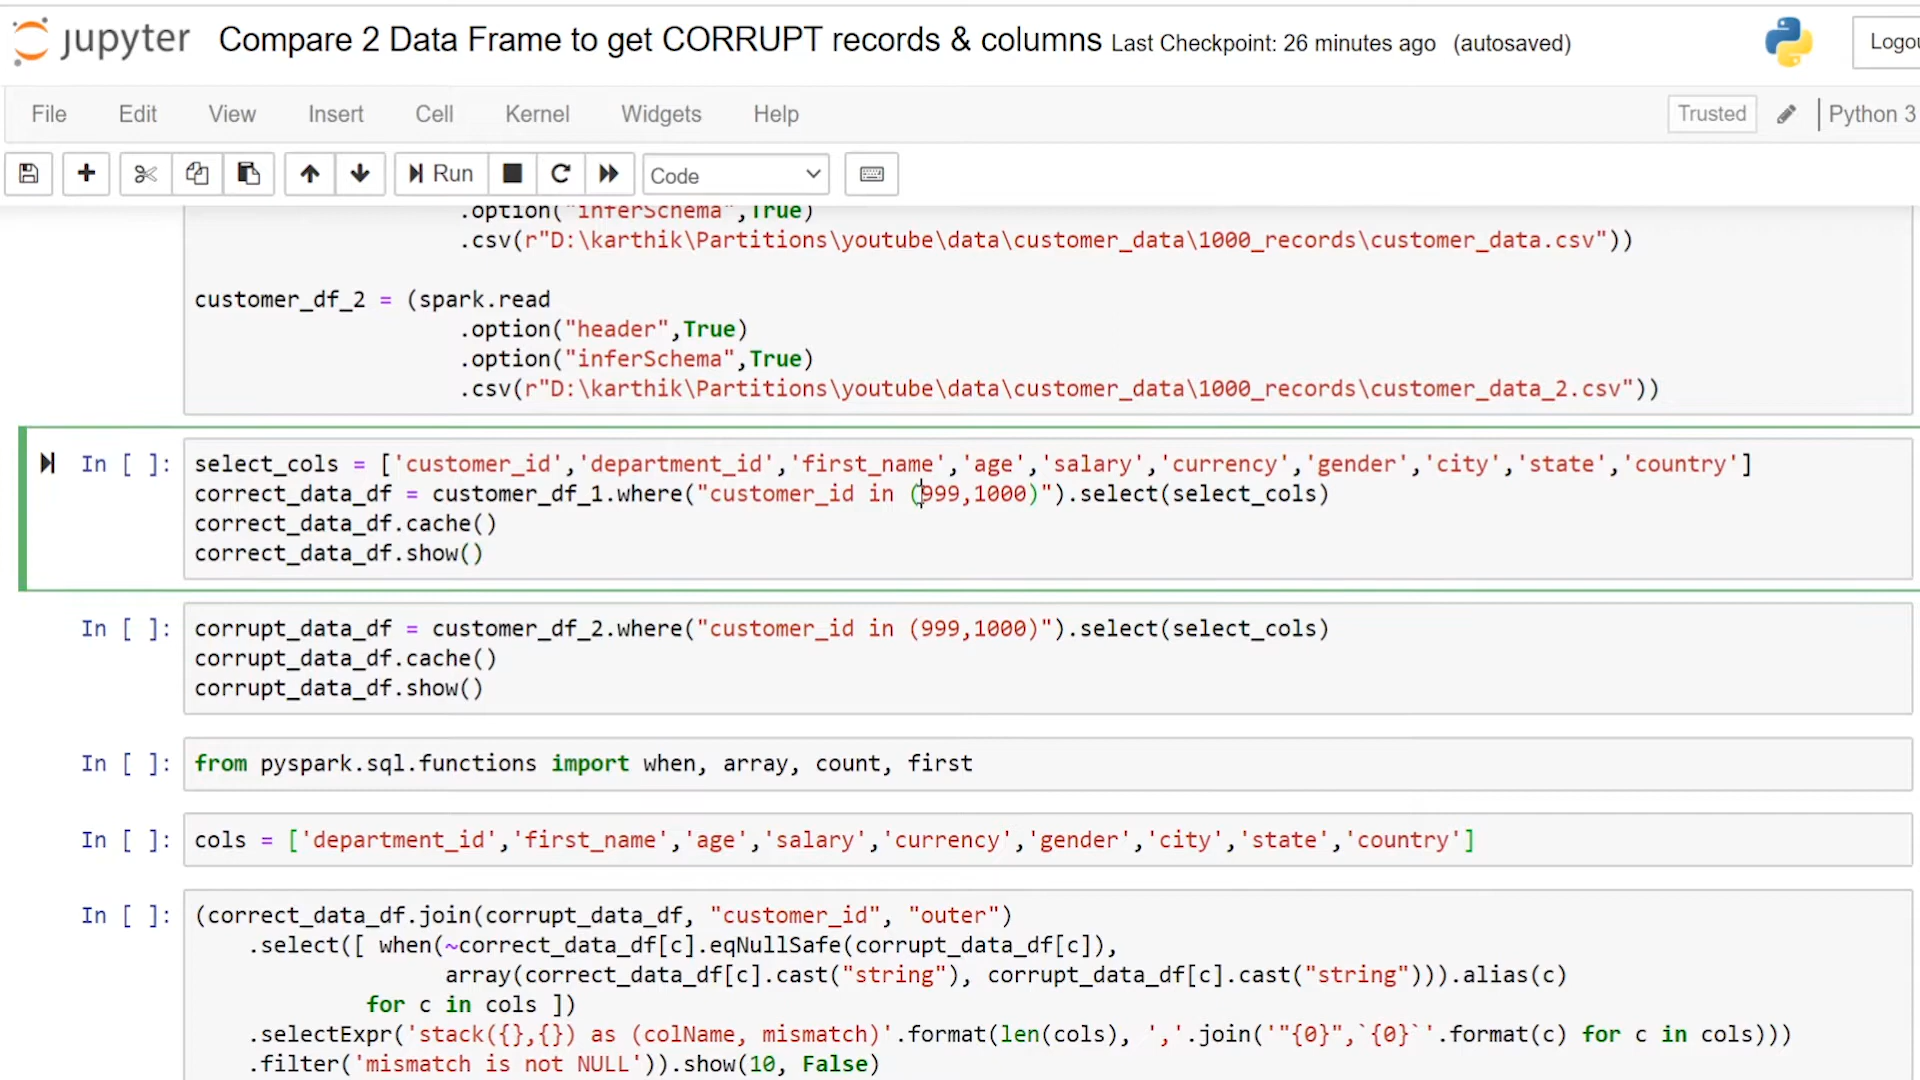 jupyter Compare 2 Data Frame to get CORRUPT records & columns Last Checkpoint: 26 minutes ago (autosaved)
File Edit View Insert Cell Kernel Widgets Help Trusted Python 3
Run Code
.option("inferSchema",True)
.csv(r"D:\karthik\Partitions\youtube\data\customer_data\1000_records\customer_data.csv"))
customer_df_2 = (spark.read
.option("header",True)
.option("inferSchema",True)
.csv(r"D:\karthik\Partitions\youtube\data\customer_data\1000_records\customer_data_2.csv"))
In [ ]: select_cols = ['customer_id','department_id','first_name','age','salary','currency','gender','city','state','country']
correct_data_df = customer_df_1.where("customer_id in (999,1000)").select(select_cols)
correct_data_df.cache()
correct_data_df.show()
In [ ]: corrupt_data_df = customer_df_2.where("customer_id in (999,1000)").select(select_cols)
corrupt_data_df.cache()
corrupt_data_df.show()
In [ ]: from pyspark.sql.functions import when, array, count, first
In [ ]: cols = ['department_id','first_name','age','salary','currency','gender','city','state','country']
In [ ]: (correct_data_df.join(corrupt_data_df, "customer_id", "outer")
.select([ when(~correct_data_df[c].eqNullSafe(corrupt_data_df[c]),
array(correct_data_df[c].cast("string"), corrupt_data_df[c].cast("string"))).alias(c)
for c in cols ])
.selectExpr('stack({},{}) as (colName, mismatch)'.format(len(cols), ','.join('"{0}",`{0}`'.format(c) for c in cols)))
.filter('mismatch is not NULL')).show(10, False)